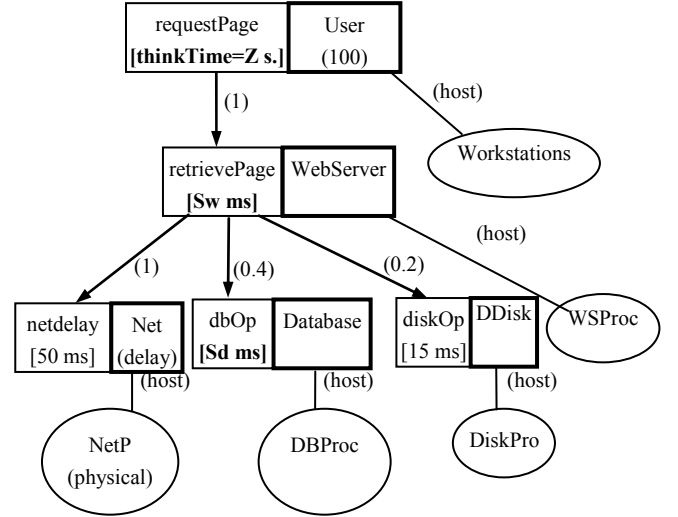 requestPage
[thinkTime=Z s.]
User
(100)
(1)
(host)
Workstations
retrievePage
[Sw ms]
WebServer
(host)
(1)
(0.4)
(0.2)
netdelay
[50 ms]
Net
(delay)
dbOp
[Sd ms]
Database
diskOp
[15 ms]
DDisk
WSProc
(host)
(host)
(host)
NetP
(physical)
DBProc
DiskPro